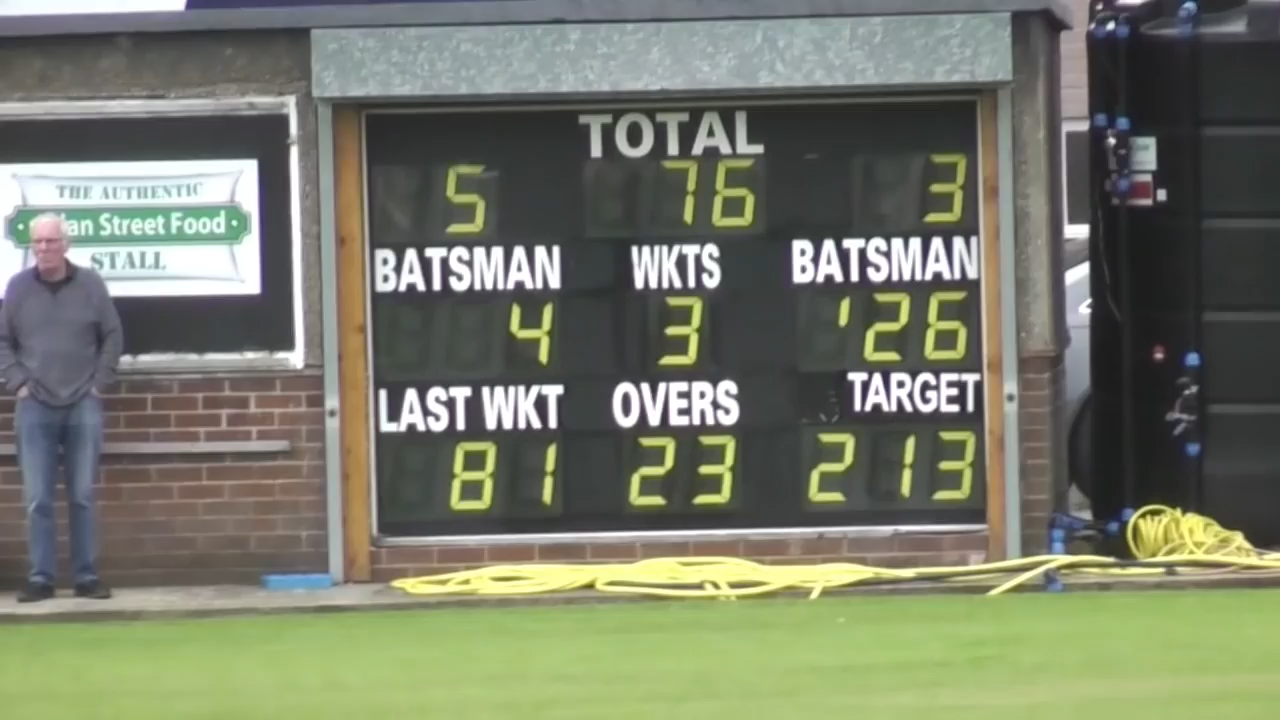 THE AUTHENTIC
an Street Food
STALL
TOTAL
5 76 3
BATSMAN WKTS BATSMAN
4 3 '26
LAST WKT OVERS TARGET
81 23 213